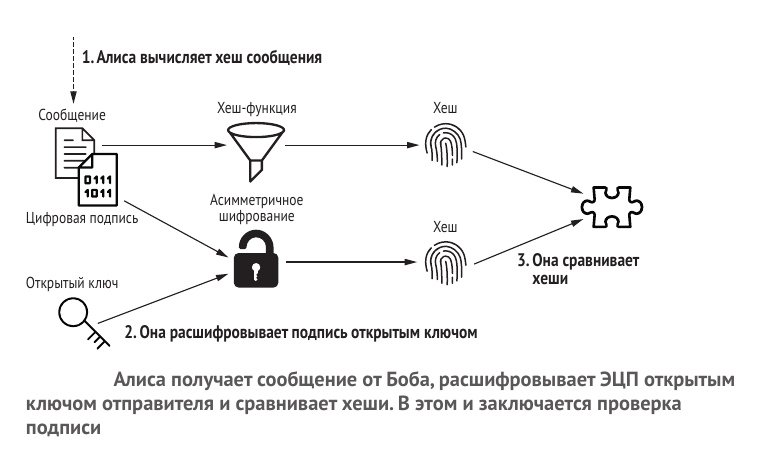 1. Алиса вычисляет хеш сообщения
Сообщение
Хеш-функция
Хеш
0111
1011
Цифровая подпись
Асимметричное
шифрование
Хеш
3. Она сравнивает
хеши
Открытый ключ
2. Она расшифровывает подпись открытым ключом
Алиса получает сообщение от Боба, расшифровывает ЭЦП открытым
ключом отправителя и сравнивает хеши. В этом и заключается проверка
подписи